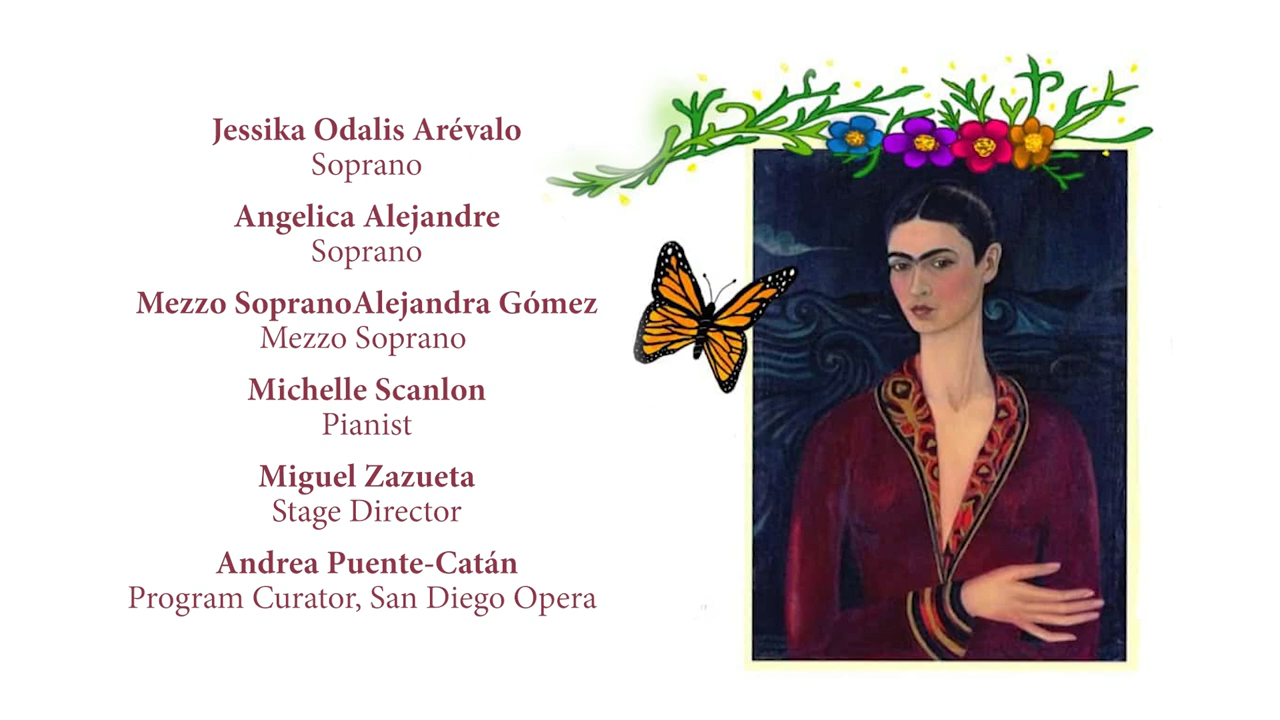 Jessika Odalis Arévalo
Soprano
Angelica Alejandre
Soprano
Mezzo SopranoAlejandra Gómez
Mezzo Soprano
Michelle Scanlon
Pianist
Miguel Zazueta
Stage Director
Andrea Puente-Catán
Program Curator, San Diego Opera